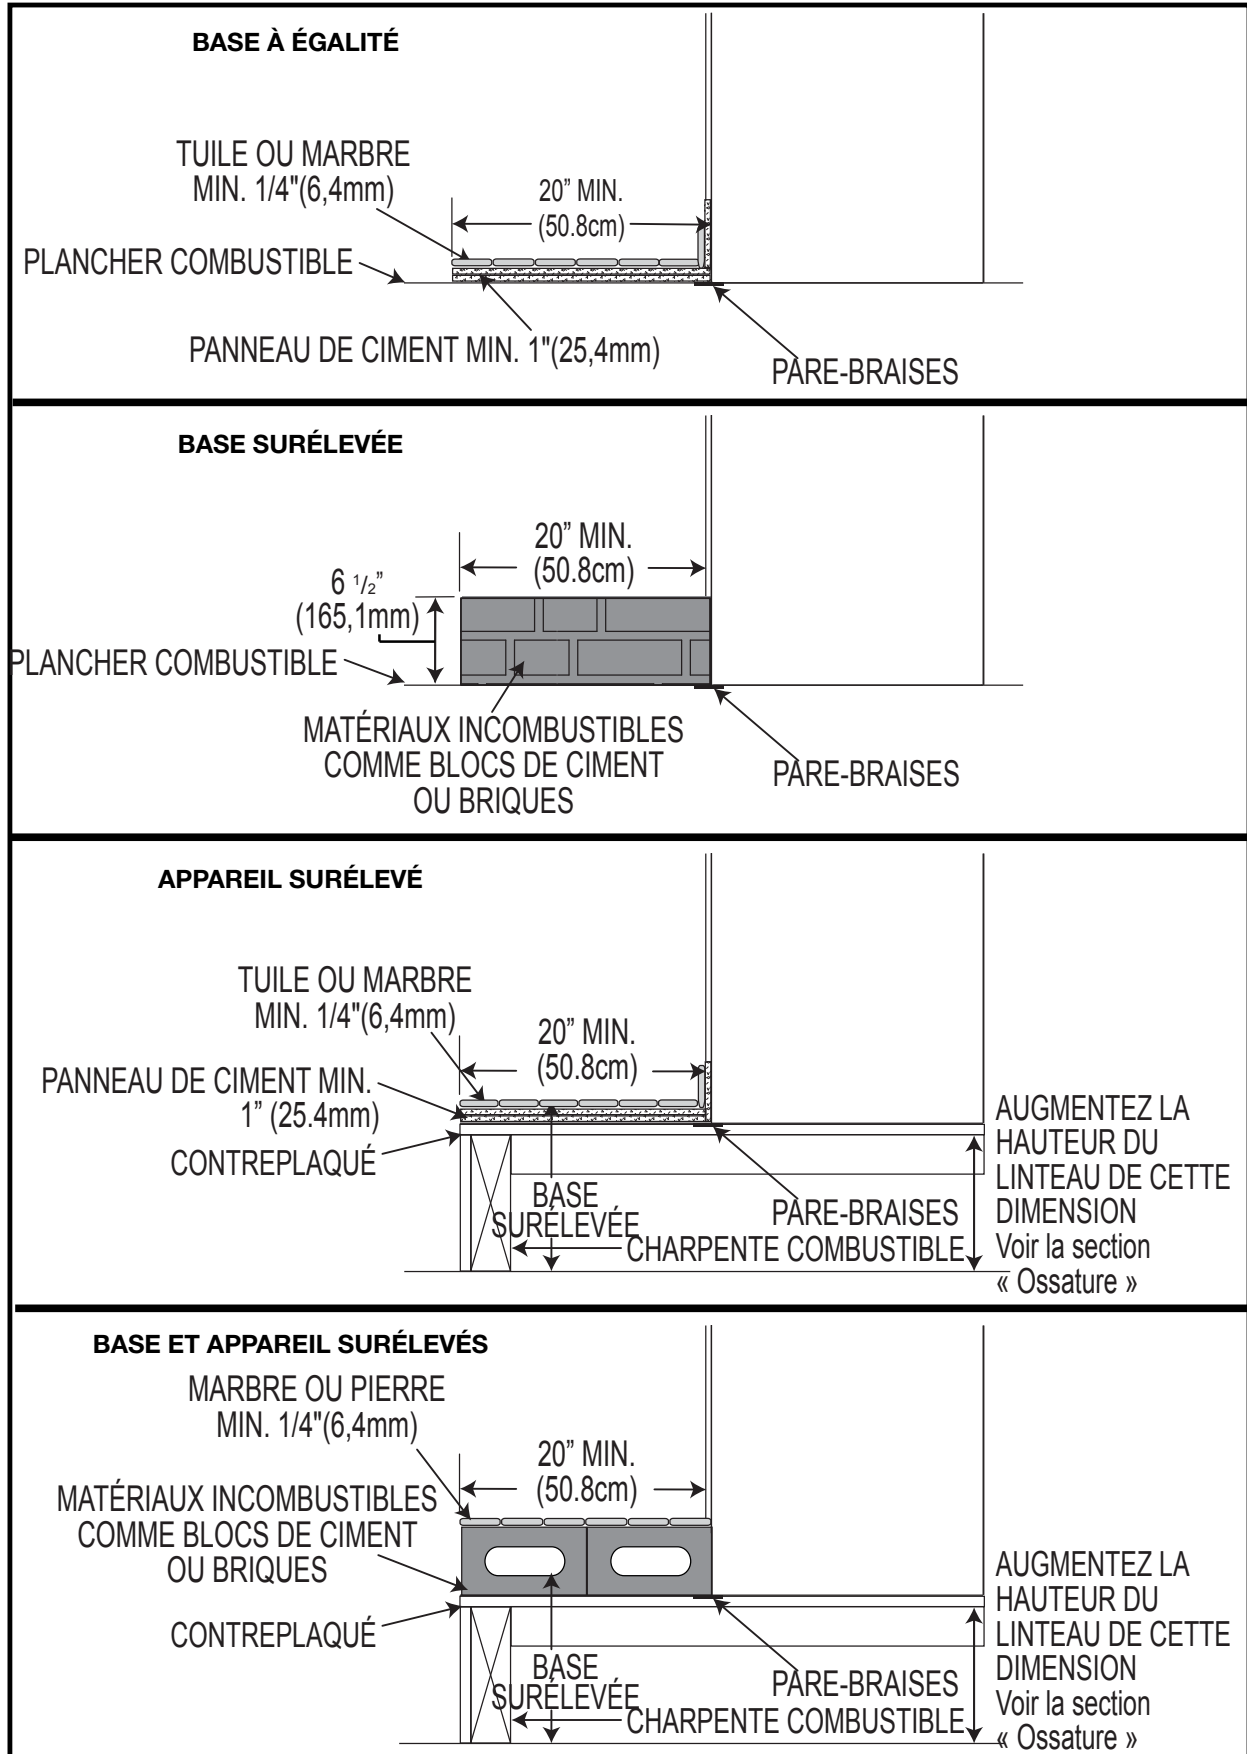 BASE À ÉGALITÉ
TUILE OU MARBRE
MIN. 1/4"(6,4mm)
20” MIN.
(50.8cm)
PLANCHER COMBUSTIBLE
PANNEAU DE CIMENT MIN. 1"(25,4mm)
PARE-BRAISES
BASE SURÉLEVÉE
20” MIN.
(50.8cm)
6 1/2”
(165,1mm)
PLANCHER COMBUSTIBLE
MATÉRIAUX INCOMBUSTIBLES
COMME BLOCS DE CIMENT
OU BRIQUES
PARE-BRAISES
APPAREIL SURÉLEVÉ
TUILE OU MARBRE
MIN. 1/4"(6,4mm)
20” MIN.
(50.8cm)
PANNEAU DE CIMENT MIN.
1” (25.4mm)
CONTREPLAQUÉ
BASE
SURÉLEVÉE
PARE-BRAISES
CHARPENTE COMBUSTIBLE
AUGMENTEZ LA
HAUTEUR DU
LINTEAU DE CETTE
DIMENSION
Voir la section
« Ossature »
BASE ET APPAREIL SURÉLEVÉS
MARBRE OU PIERRE
MIN. 1/4"(6,4mm)
20” MIN.
(50.8cm)
MATÉRIAUX INCOMBUSTIBLES
COMME BLOCS DE CIMENT
OU BRIQUES
CONTREPLAQUÉ
BASE
SURÉLEVÉE
PARE-BRAISES
CHARPENTE COMBUSTIBLE
AUGMENTEZ LA
HAUTEUR DU
LINTEAU DE CETTE
DIMENSION
Voir la section
« Ossature »